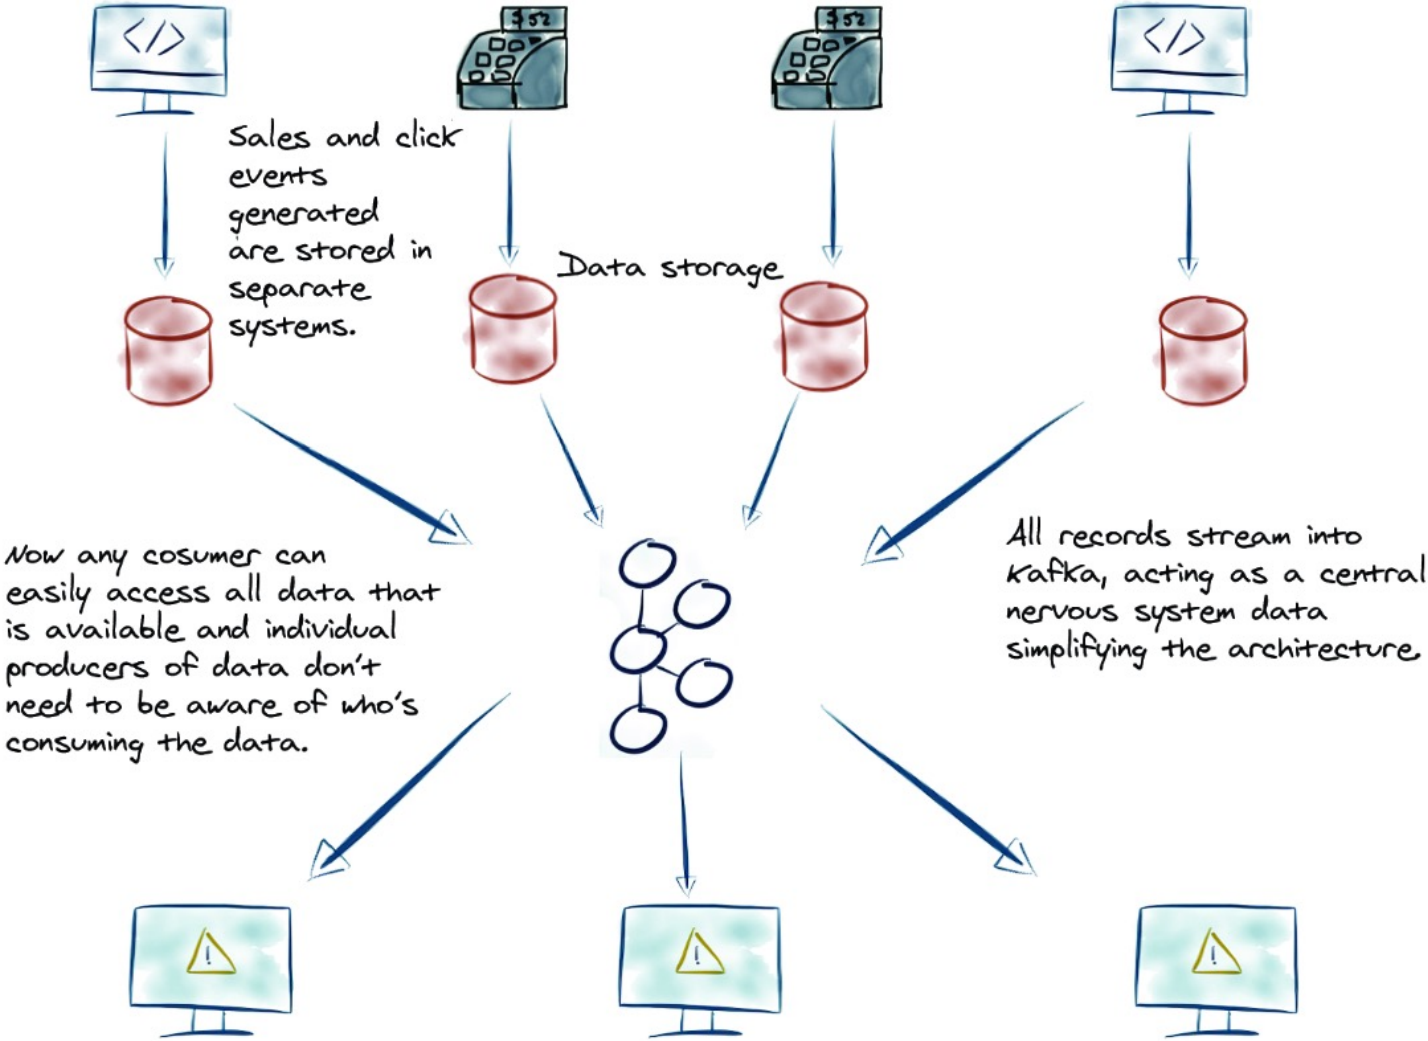 </>
$ 52
$ 52
</>
Sales and click
events
generated
are stored in
separate
systems.
Data storage
Now any cosumer can
easily access all data that
is available and individual
producers of data don't
need to be aware of who's
consuming the data.
All records stream into
Kafka, acting as a central
nervous system data
simplifying the architecture.
!
!
!